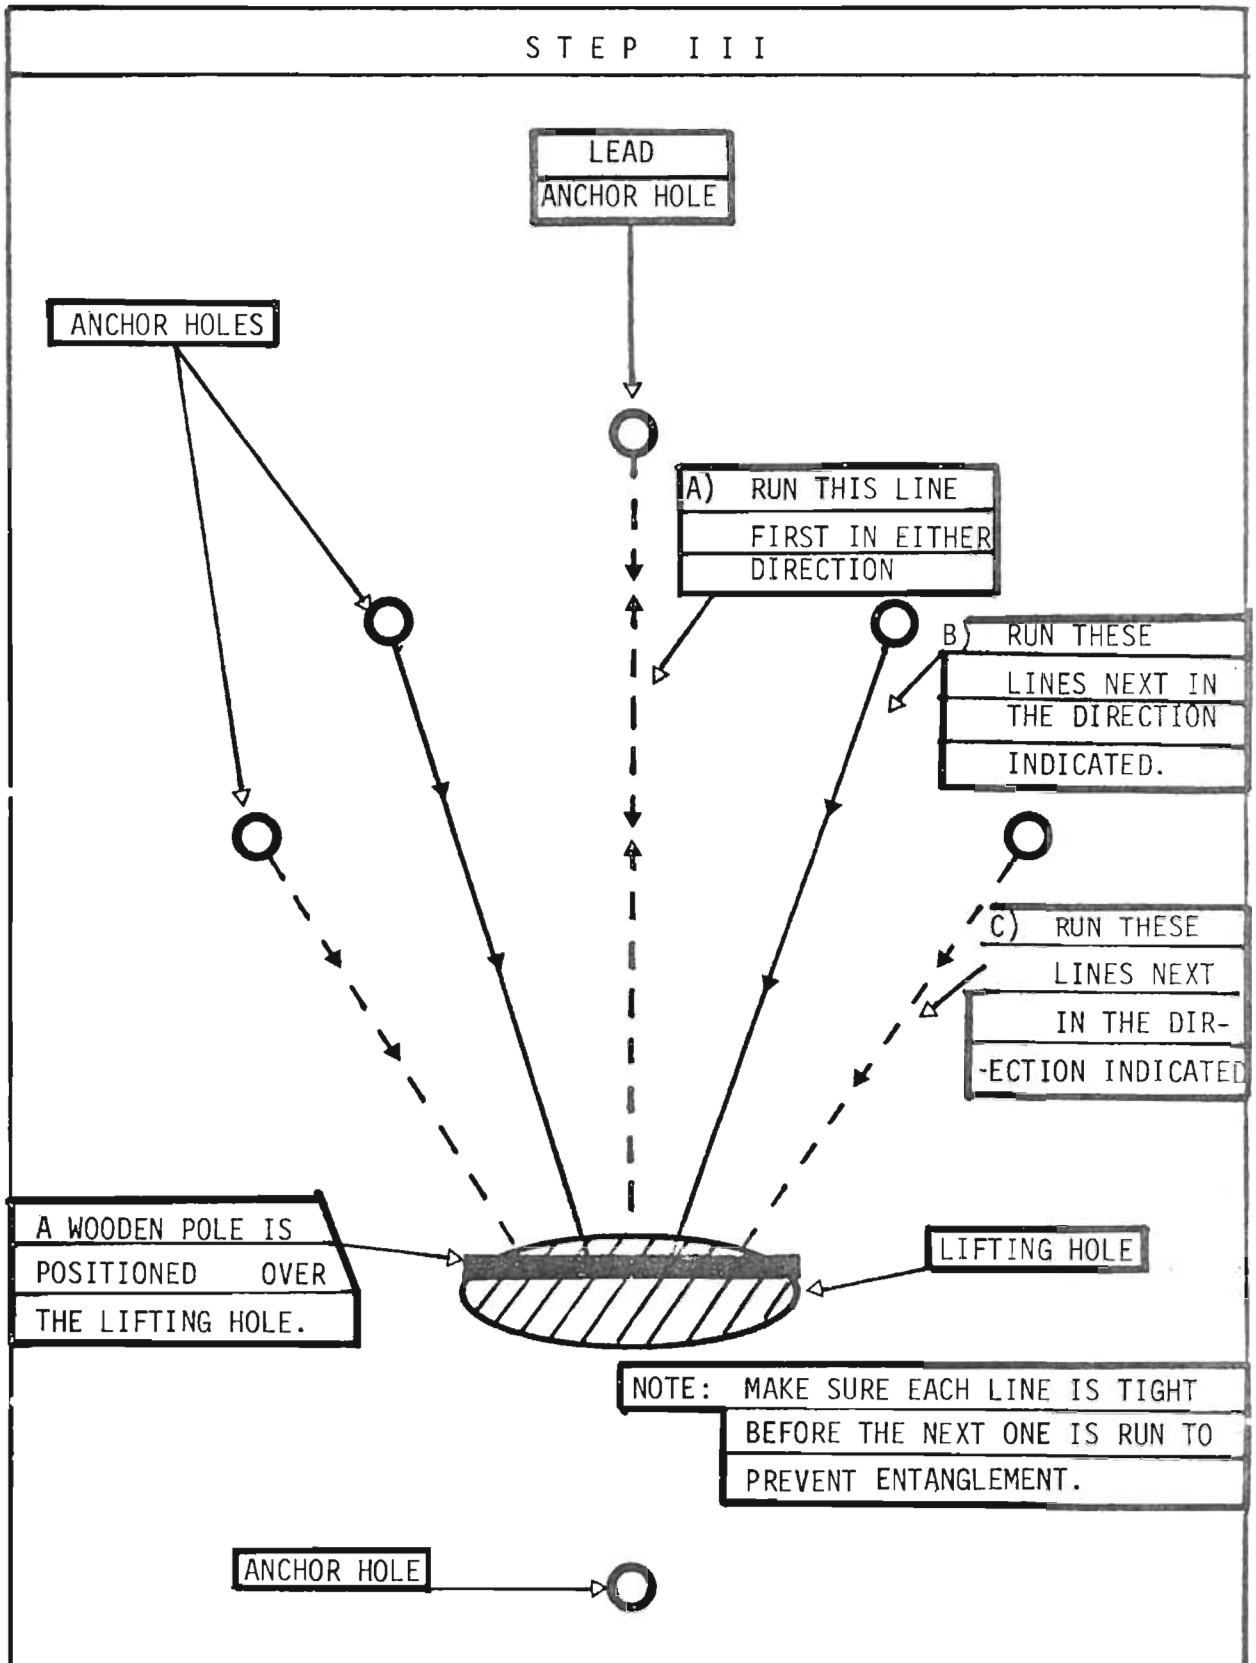 STEP III
LEAD
ANCHOR HOLE
ANCHOR HOLES
A) RUN THIS LINE
FIRST IN EITHER
DIRECTION
B) RUN THESE
LINES NEXT IN
THE DIRECTION
INDICATED.
C) RUN THESE
LINES NEXT
IN THE DIR-
-ECTION INDICATED
A WOODEN POLE IS
POSITIONED OVER
THE LIFTING HOLE.
LIFTING HOLE
NOTE: MAKE SURE EACH LINE IS TIGHT
BEFORE THE NEXT ONE IS RUN TO
PREVENT ENTANGLEMENT.
ANCHOR HOLE